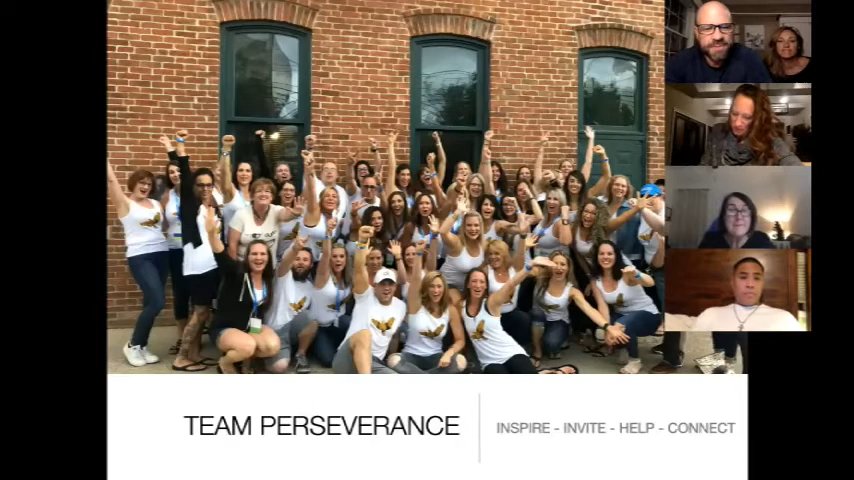 TEAM PERSEVERANCE
INSPIRE - INVITE - HELP - CONNECT